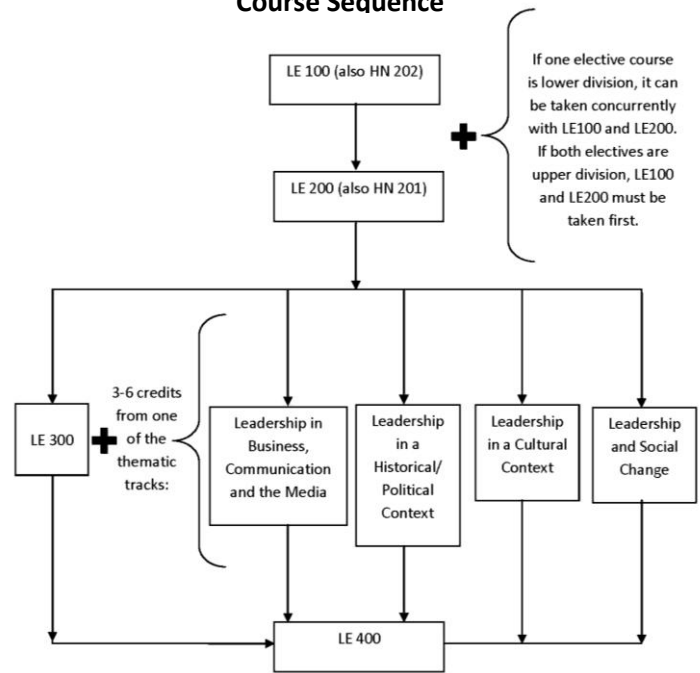 Course Sequence
LE 100 (also HN 202)
If one elective course
is lower division, it can
be taken concurrently
with LE100 and LE200.
If both electives are
upper division, LE100
and LE200 must be
taken first.
LE 200 (also HN 201)
LE 300
3-6 credits
from one
of the
thematic
tracks:
Leadership in
Business,
Communication
and the Media
Leadership
in a
Historical/
Political
Context
Leadership
in a Cultural
Context
Leadership
and Social
Change
LE 400